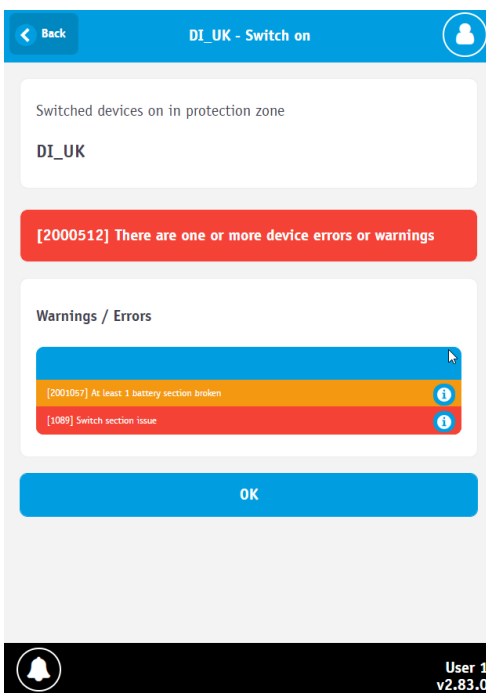 Back
DI_UK - Switch on
Switched devices on in protection zone
DI_UK
[2000512] There are one or more device errors or warnings
Warnings / Errors
[2001057] At least 1 battery section broken
i
[1089] Switch section issue
i
OK
User 1
v2.83.0